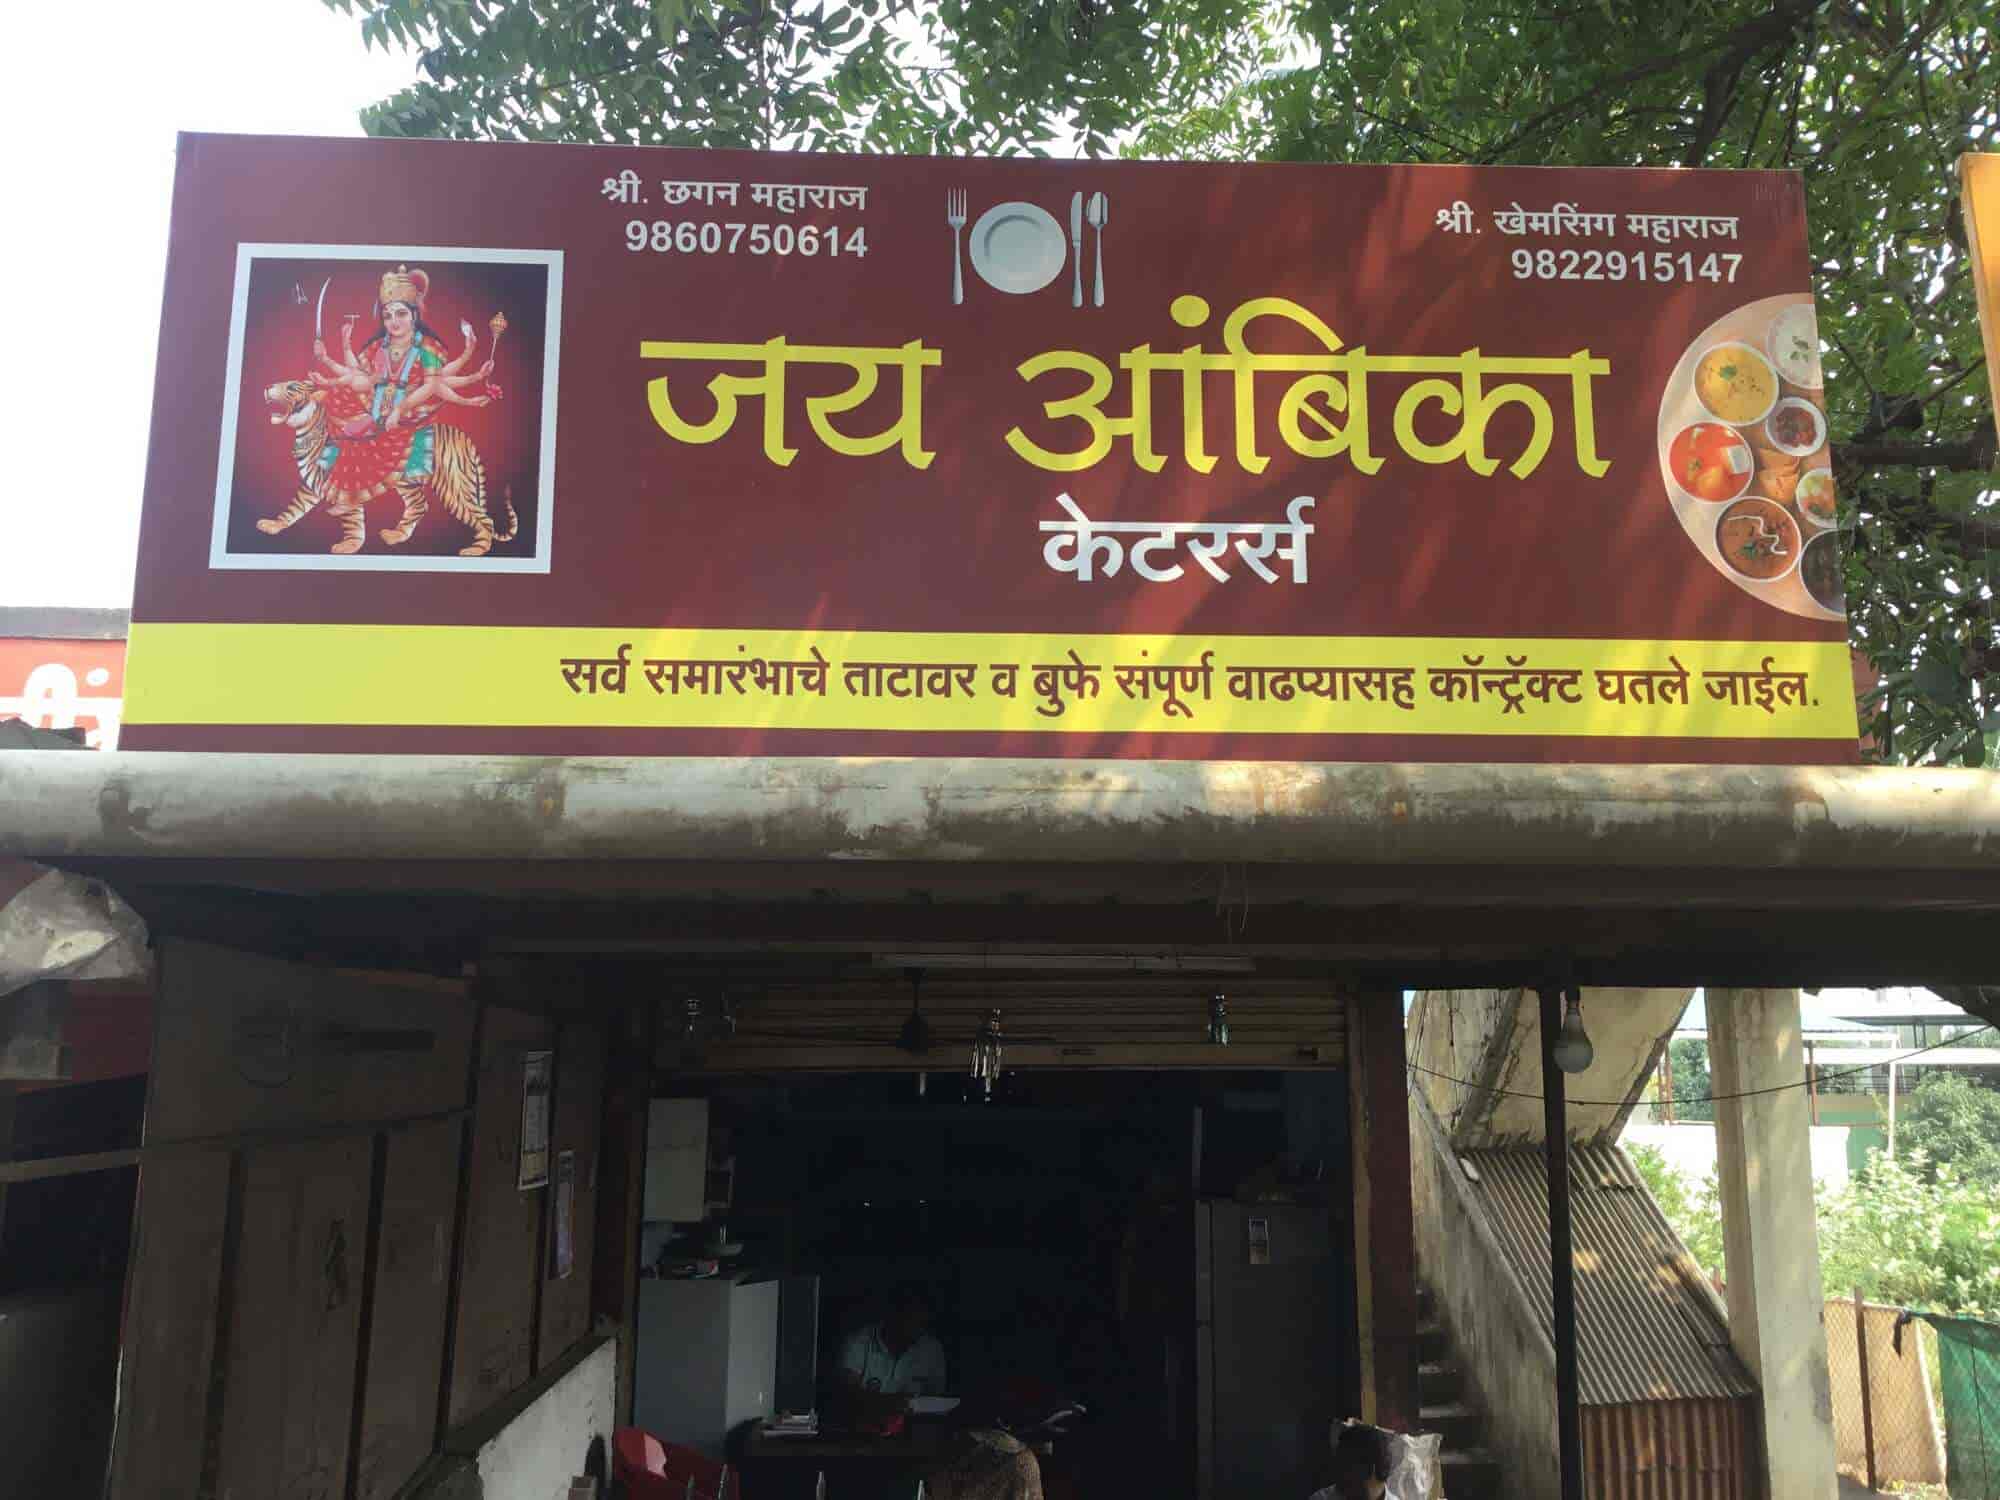 श्री. छगन महाराज
9860750614
श्री. खेमसिंग महाराज
9822915147
जय आंबिका
केटरर्स
सर्व समारंभाचे ताटावर व बुफे संपूर्ण वाढप्यासह कॉन्ट्रॅक्ट घतले जाईल.